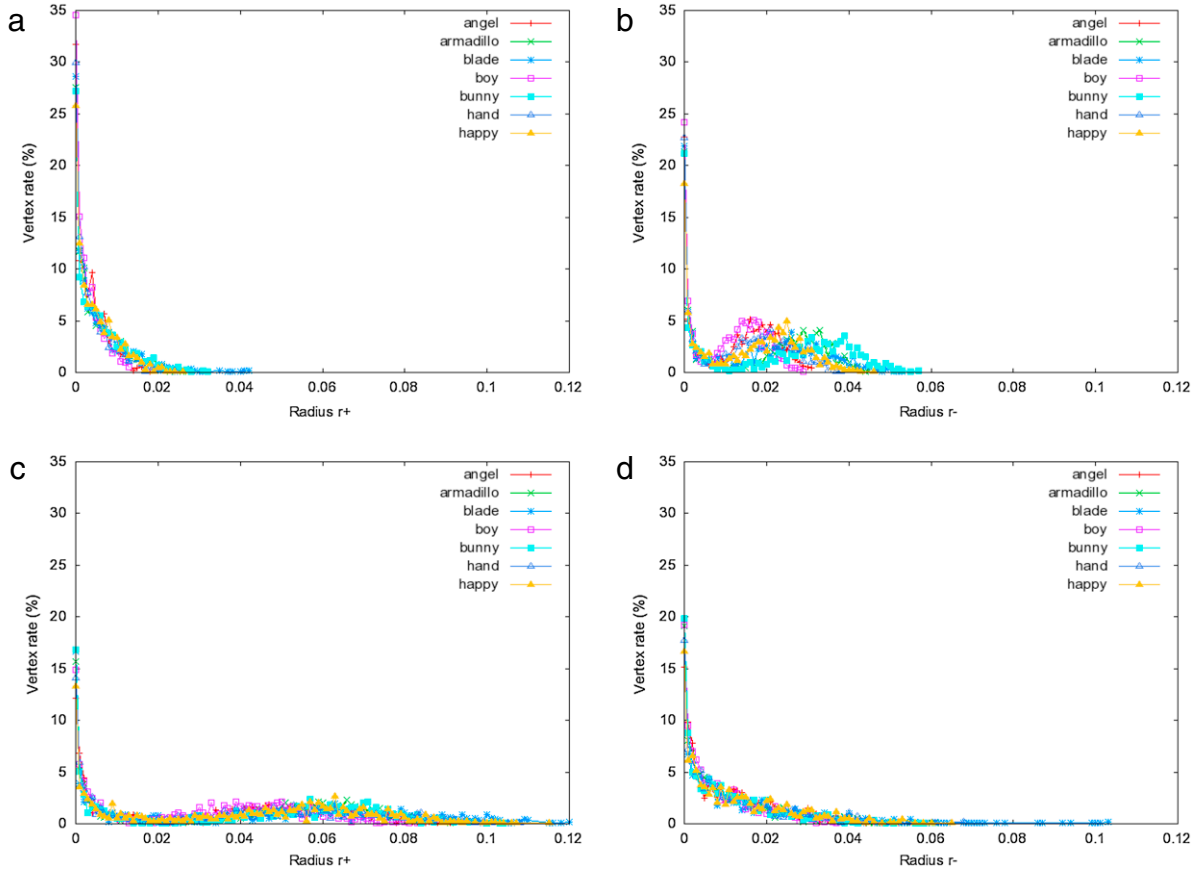 a
35
30
25
20
15
10
5
0
Vertex rate (%)
angel
armadillo
blade
boy
bunny
hand
happy
0
0.02
0.04
0.06
0.08
0.1
0.12
Radius r+
b
35
30
25
20
15
10
5
0
Vertex rate (%)
angel
armadillo
blade
boy
bunny
hand
happy
0
0.02
0.04
0.06
0.08
0.1
0.12
Radius r-
c
35
30
25
20
15
10
5
0
Vertex rate (%)
angel
armadillo
blade
boy
bunny
hand
happy
0
0.02
0.04
0.06
0.08
0.1
0.12
Radius r+
d
35
30
25
20
15
10
5
0
Vertex rate (%)
angel
armadillo
blade
boy
bunny
hand
happy
0
0.02
0.04
0.06
0.08
0.1
0.12
Radius r-